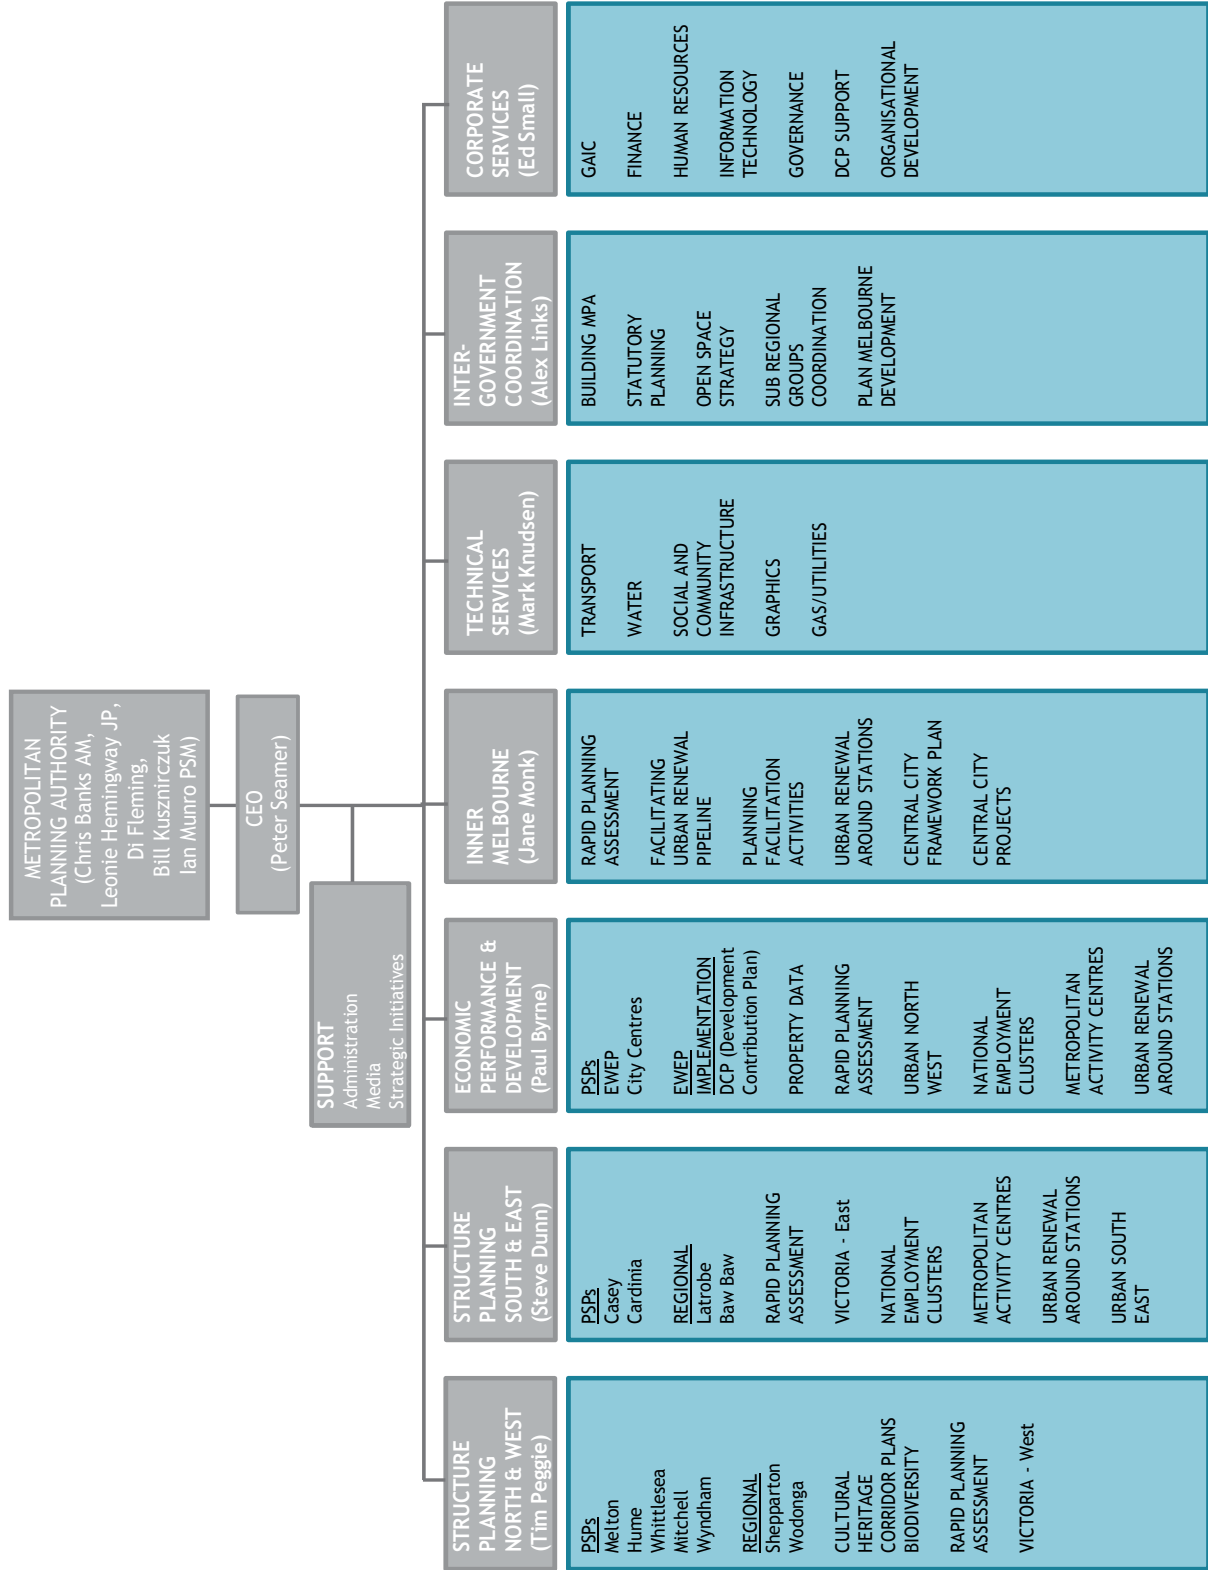 METROPOLITAN
PLANNING AUTHORITY
(Chris Banks AM,
Leonie Hemingway JP,
Di Fleming,
Bill Kusznirczuk
Ian Munro PSM)
CEO
(Peter Seamer)
SUPPORT
Administration
Media
Strategic Initiatives
STRUCTURE
PLANNING
NORTH & WEST
(Tim Peggie)
PSPs
Melton
Hume
Whittlesea
Mitchell
Wyndham
REGIONAL
Shepparton
Wodonga
CULTURAL
HERITAGE
CORRIDOR PLANS
BIODIVERSITY
RAPID PLANNING
ASSESSMENT
VICTORIA - West
STRUCTURE
PLANNING
SOUTH & EAST
(Steve Dunn)
PSPs
Casey
Cardinia
REGIONAL
Latrobe
Baw Baw
RAPID PLANNING
ASSESSMENT
VICTORIA - East
NATIONAL
EMPLOYMENT
CLUSTERS
METROPOLITAN
ACTIVITY CENTRES
URBAN RENEWAL
AROUND STATIONS
URBAN SOUTH
EAST
ECONOMIC
PERFORMANCE &
DEVELOPMENT
(Paul Byrne)
PSPs
EWEP
City Centres
EWEP
IMPLEMENTATION
DCP (Development
Contribution Plan)
PROPERTY DATA
RAPID PLANNING
ASSESSMENT
URBAN NORTH
WEST
NATIONAL
EMPLOYMENT
CLUSTERS
METROPOLITAN
ACTIVITY CENTRES
URBAN RENEWAL
AROUND STATIONS
INNER
MELBOURNE
(Jane Monk)
RAPID PLANNING
ASSESSMENT
FACILITATING
URBAN RENEWAL
PIPELINE
PLANNING
FACILITATION
ACTIVITIES
URBAN RENEWAL
AROUND STATIONS
CENTRAL CITY
FRAMEWORK PLAN
CENTRAL CITY
PROJECTS
TECHNICAL
SERVICES
(Mark Knudsen)
TRANSPORT
WATER
SOCIAL AND
COMMUNITY
INFRASTRUCTURE
GRAPHICS
GAS/UTILITIES
INTER-
GOVERNMENT
COORDINATION
(Alex Links)
BUILDING MPA
STATUTORY
PLANNING
OPEN SPACE
STRATEGY
SUB REGIONAL
GROUPS
COORDINATION
PLAN MELBOURNE
DEVELOPMENT
CORPORATE
SERVICES
(Ed Small)
GAIC
FINANCE
HUMAN RESOURCES
INFORMATION
TECHNOLOGY
GOVERNANCE
DCP SUPPORT
ORGANISATIONAL
DEVELOPMENT